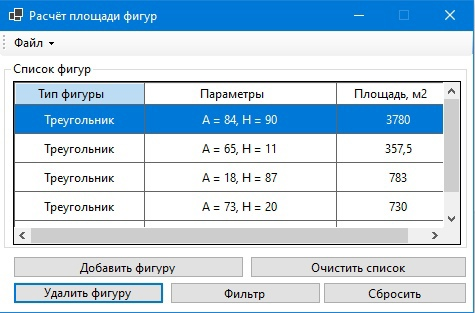 Расчёт площади фигур
Файл
Список фигур
Тип фигуры Параметры Площадь, м2
Треугольник A = 84, H = 90 3780
Треугольник A = 65, H = 11 357,5
Треугольник A = 18, H = 87 783
Треугольник A = 73, H = 20 730
Добавить фигуру Очистить список
Удалить фигуру Фильтр Сбросить